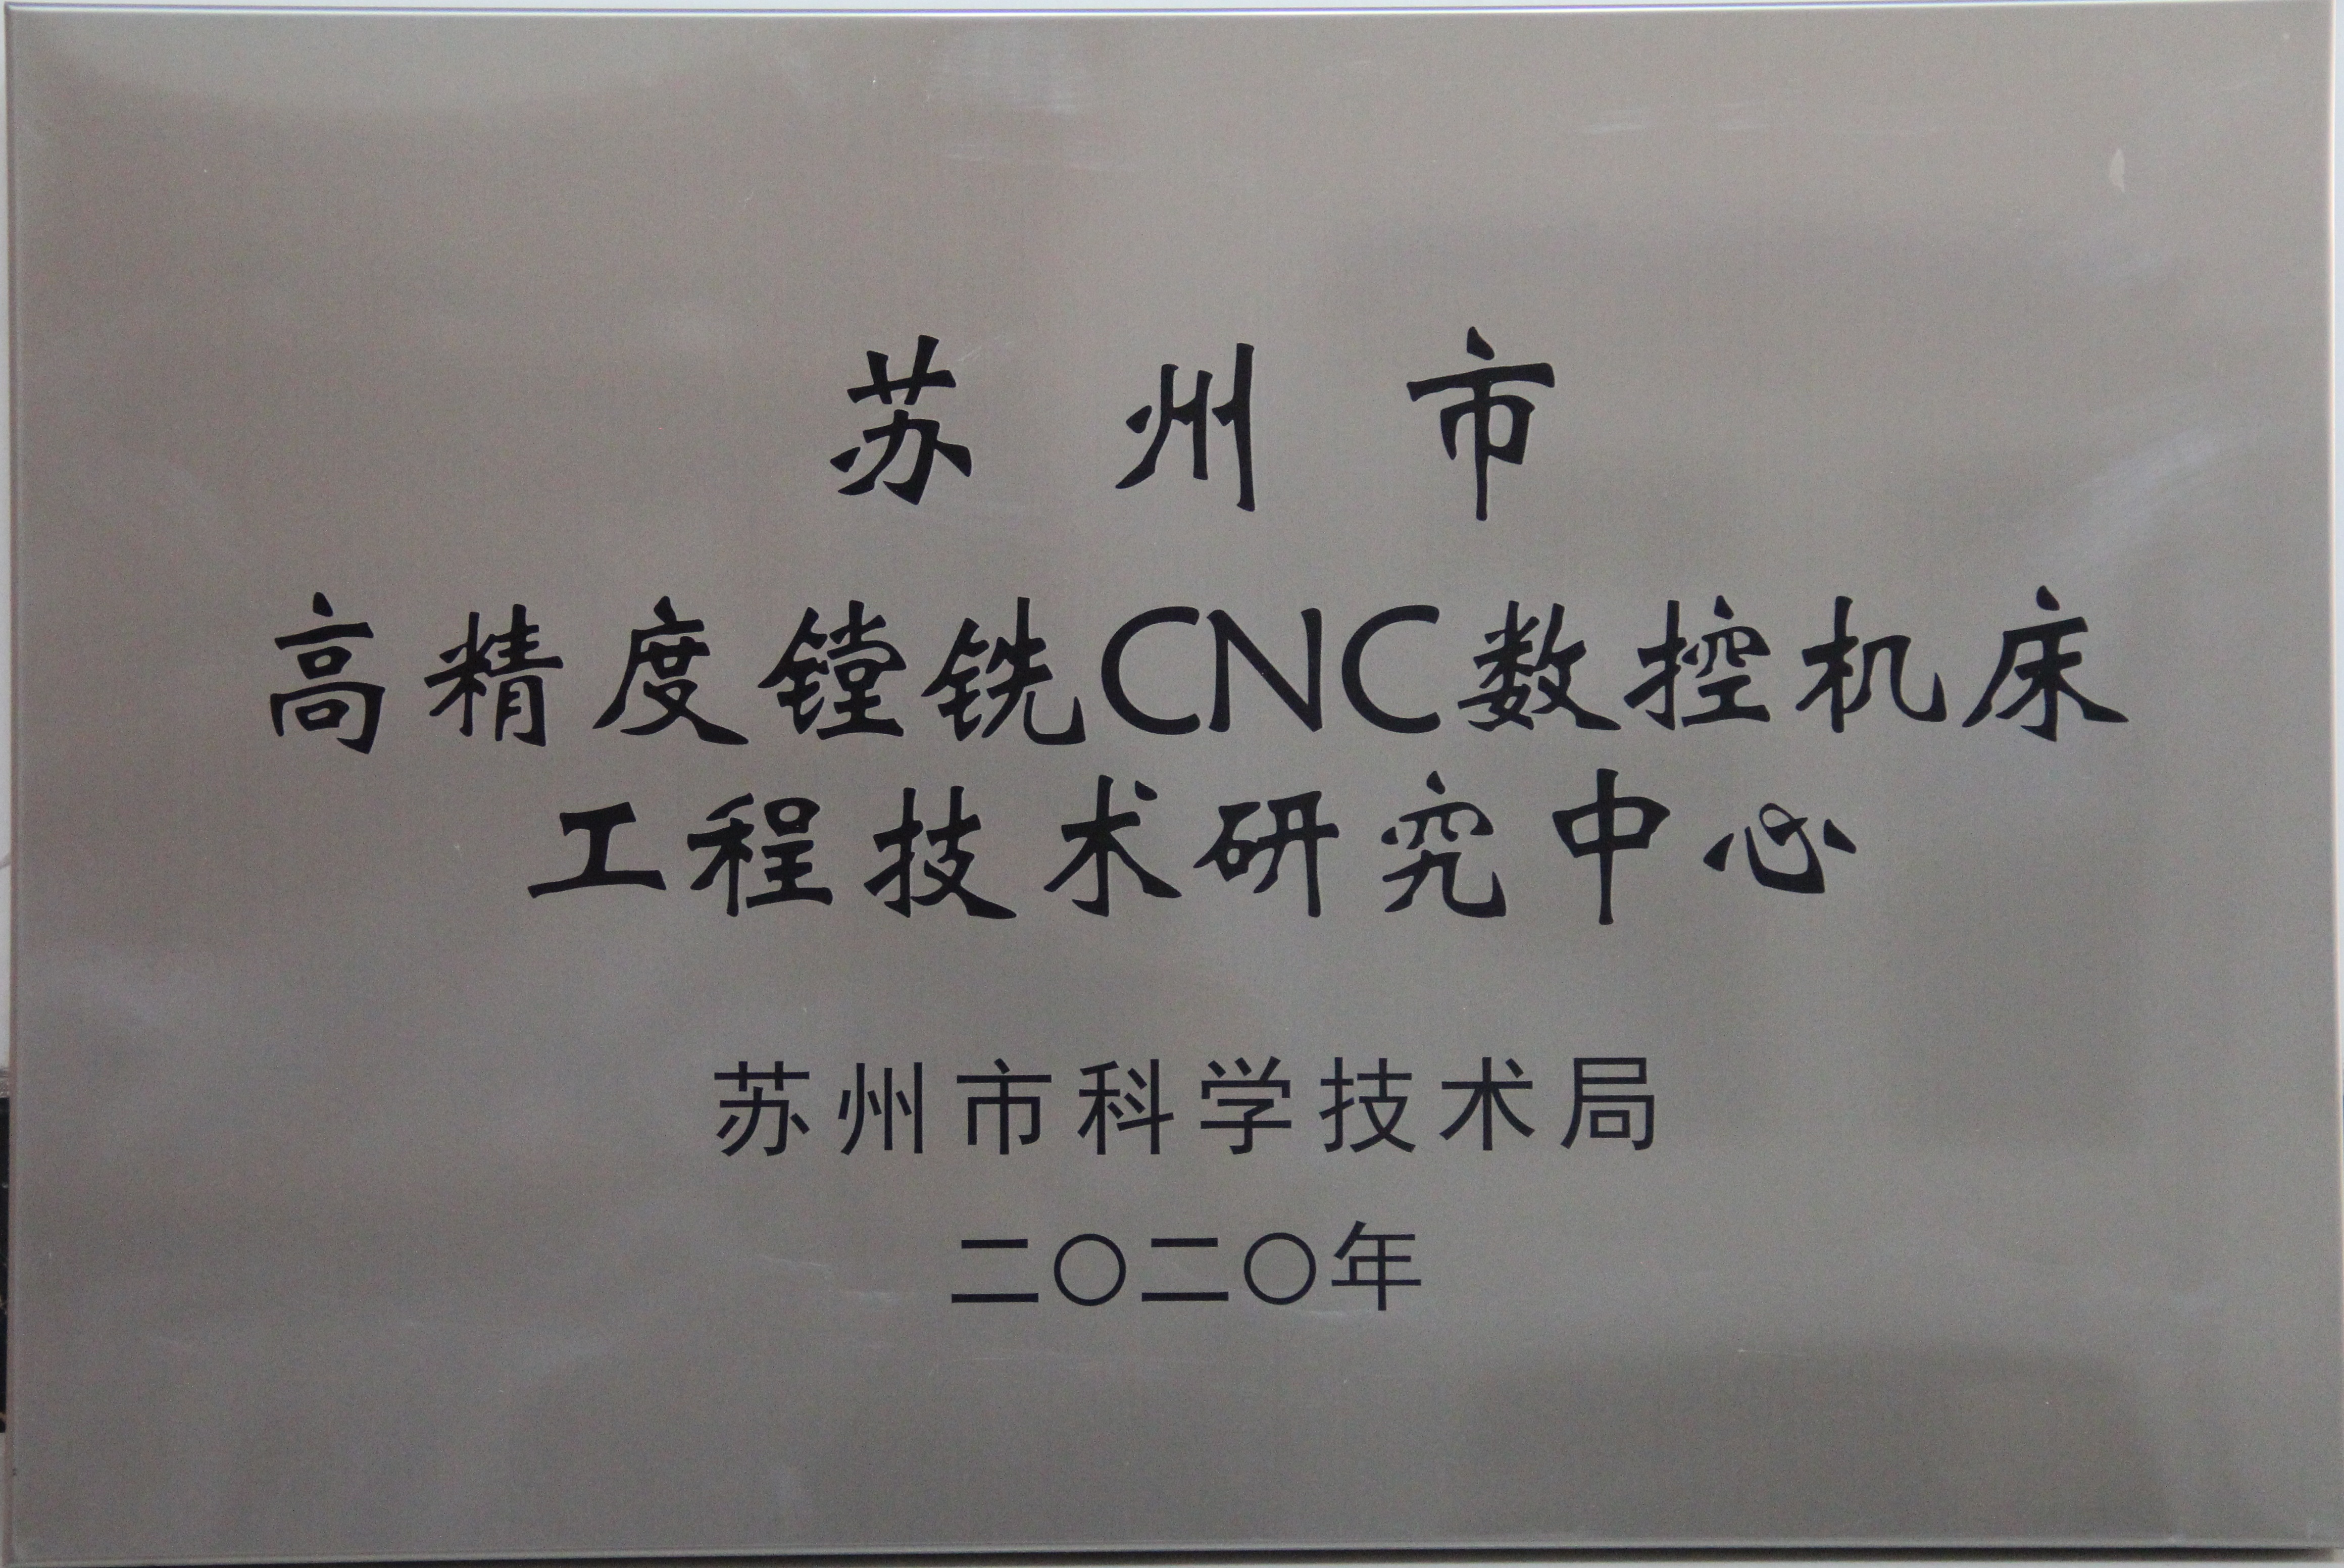 苏州市
高精度镗铣CNC数控机床
工程技术研究中心
苏州市科学技术局
二〇二〇年